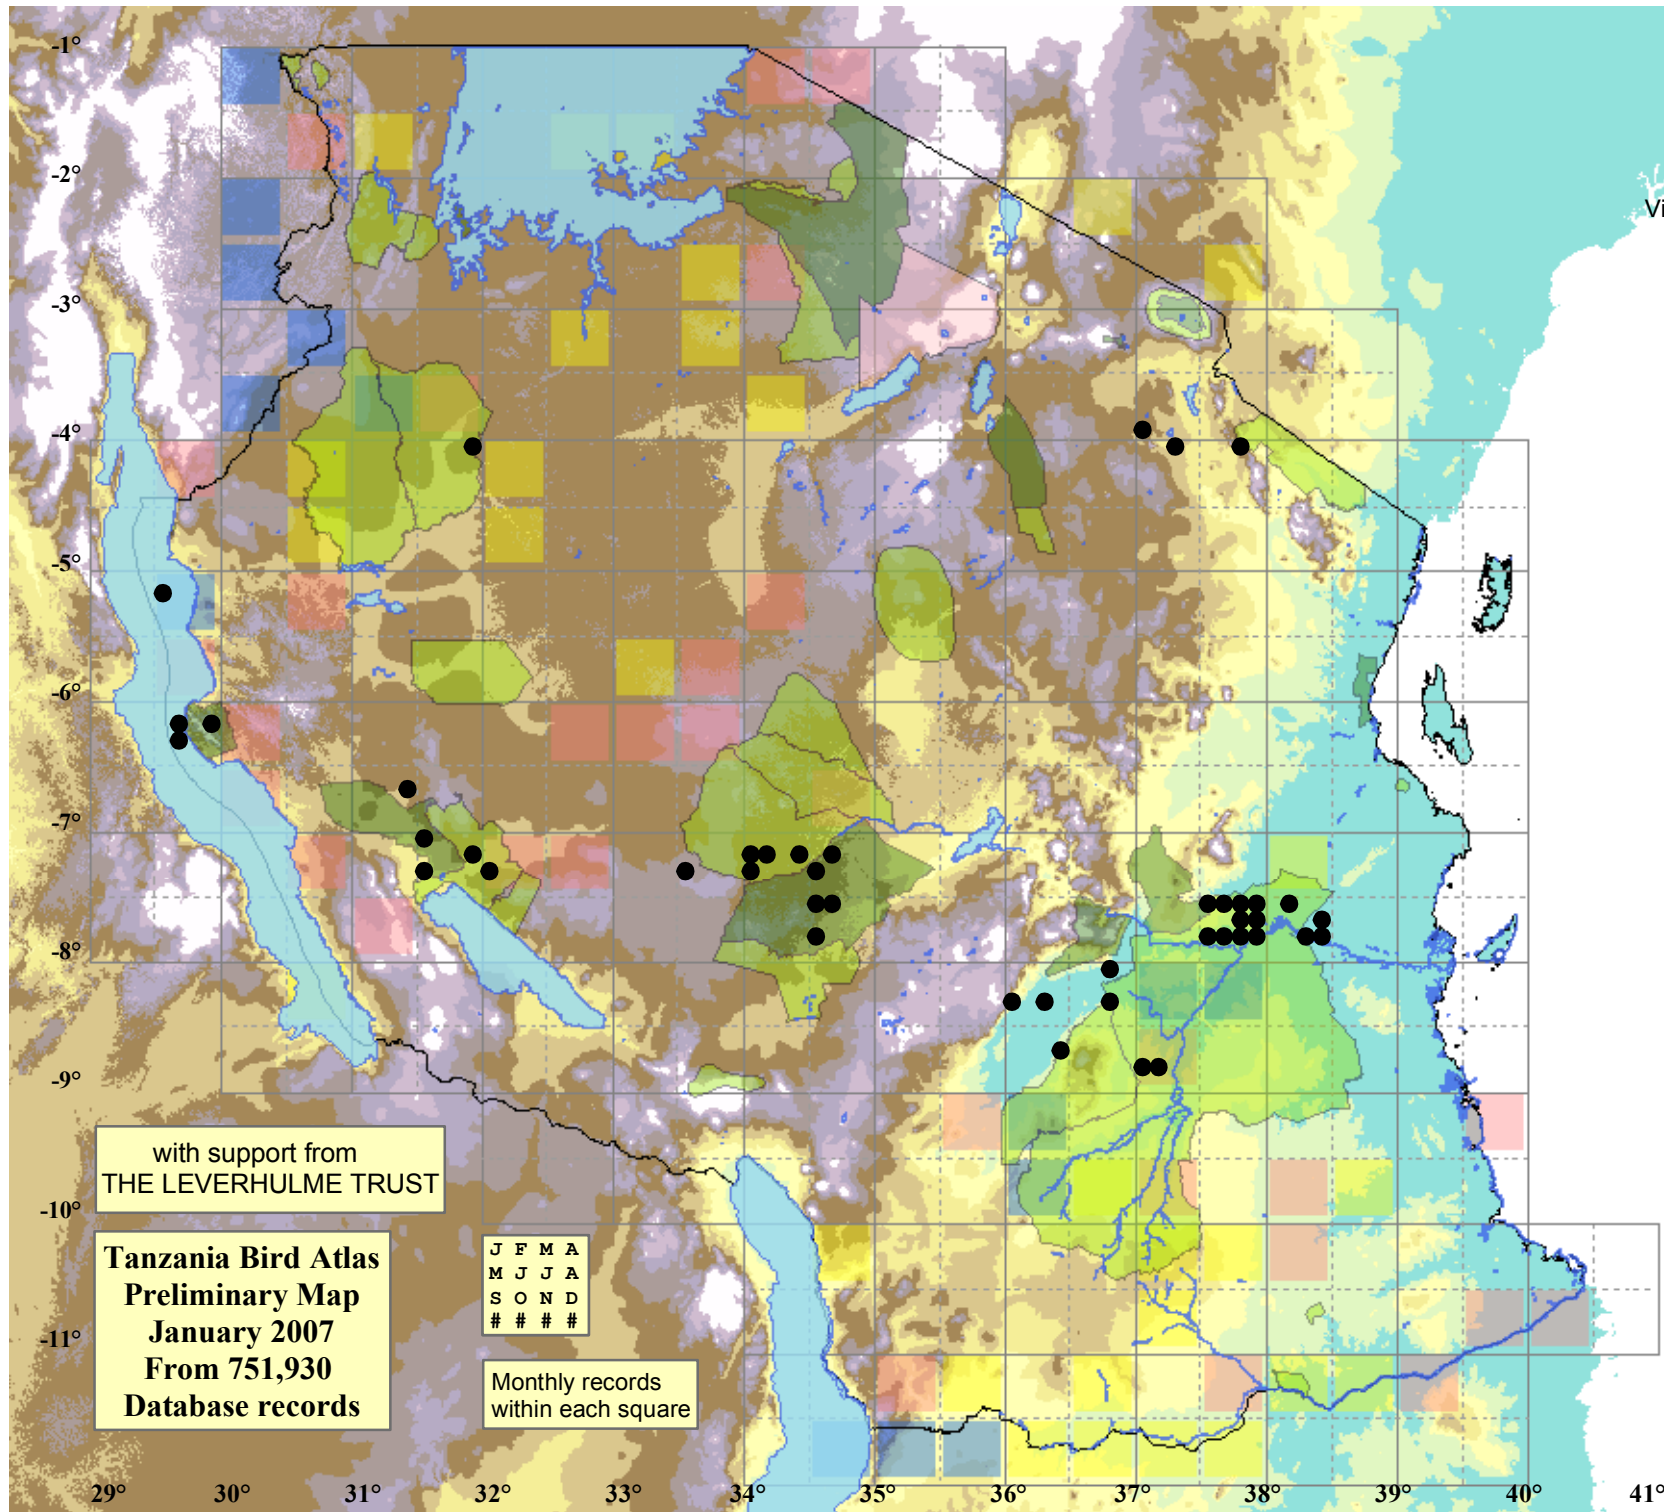 -1°
-2°
Vi
-3°
-4°
-5°
-6°
-7°
-8°
-9°
with support from
THE LEVERHULME TRUST
-10°
Tanzania Bird Atlas
Preliminary Map
January 2007
From 751,930
Database records
J F M A
M J J A
S O N D
# # # #
-11°
Monthly records
within each square
29° 30° 31° 32° 33° 34° 35° 36° 37° 38° 39° 40° 41°